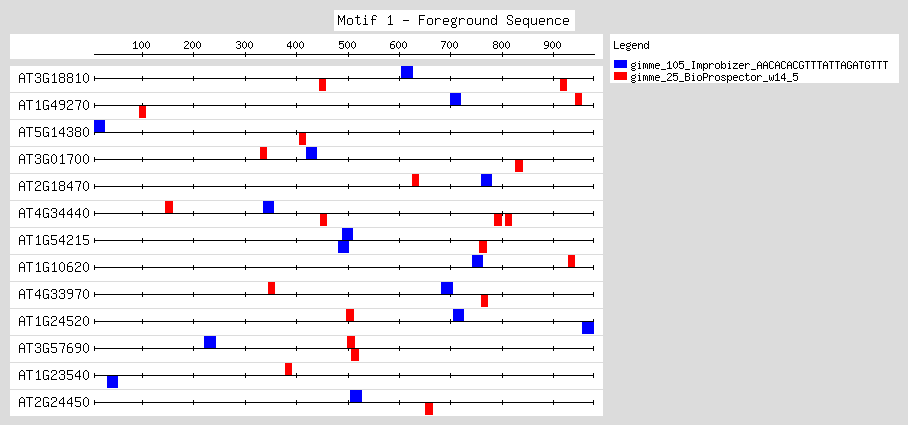 Motif 1 - Foreground Sequence
100 200 300 400 500 600 700 800 900
Legend
gimme_105_Improbizer_AACACACGTTTATTAGATGTTT
gimme_25_BioProspector_w14_5
AT3G18810
AT1G49270
AT5G14380
AT3G01700
AT2G18470
AT4G34440
AT1G54215
AT1G10620
AT4G33970
AT1G24520
AT3G57690
AT1G23540
AT2G24450